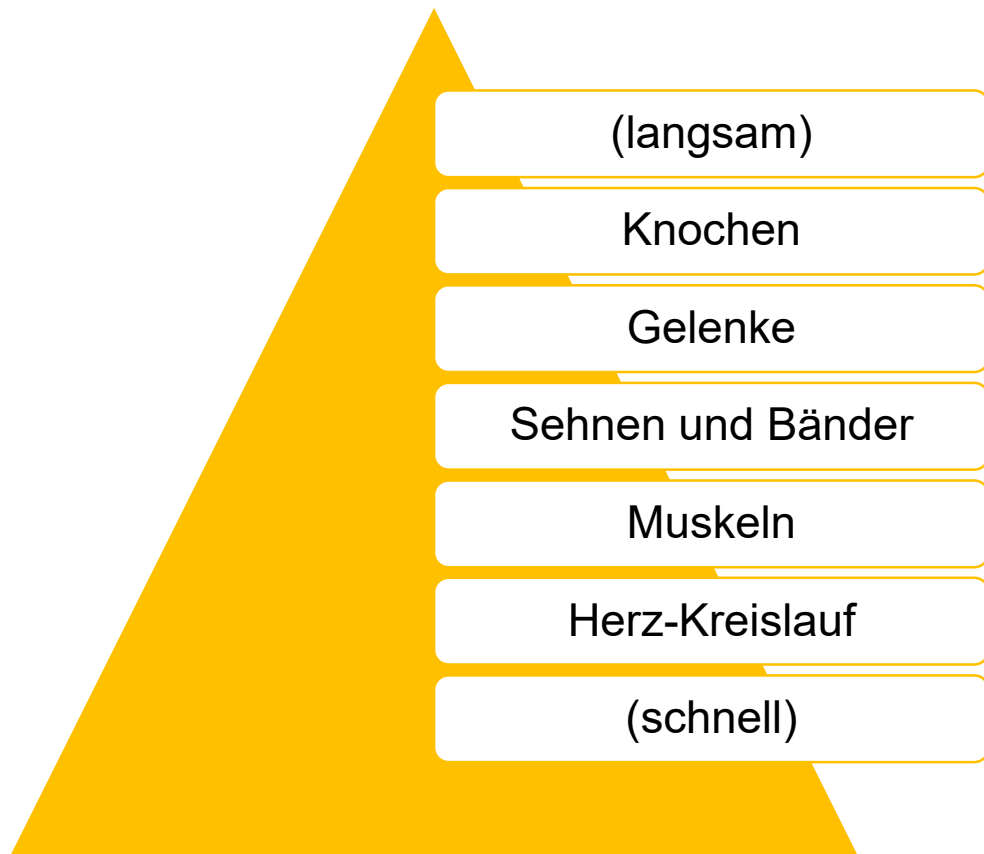 (langsam)
Knochen
Gelenke
Sehnen und Bänder
Muskeln
Herz-Kreislauf
(schnell)